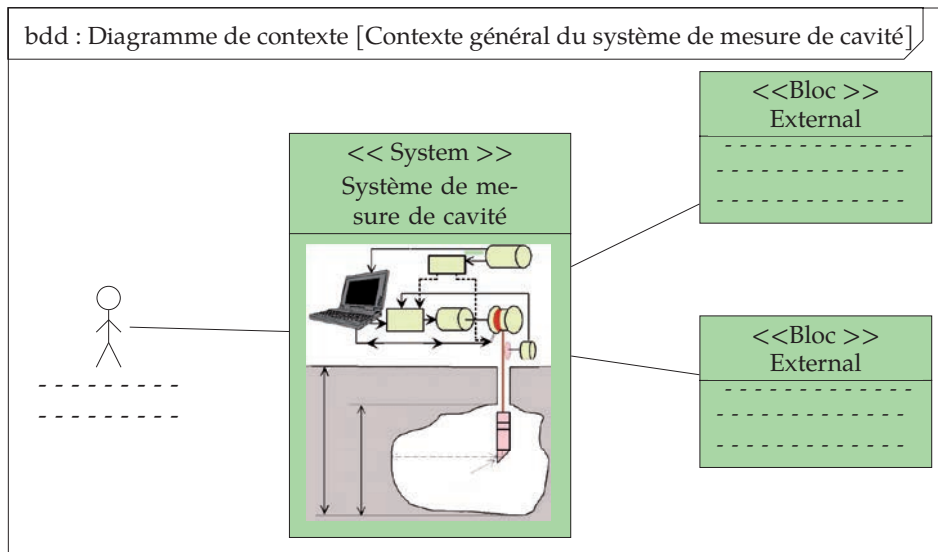 bdd : Diagramme de contexte [Contexte général du système de mesure de cavité]
<<Bloc >>
External
- - - - - - - - - - - - -
- - - - - - - - - - - - -
- - - - - - - - - - - - -
<< System >>
Système de me-
sure de cavité
- - - - - - - - - -
- - - - - - - - - -
<<Bloc >>
External
- - - - - - - - - - - - -
- - - - - - - - - - - - -
- - - - - - - - - - - - -